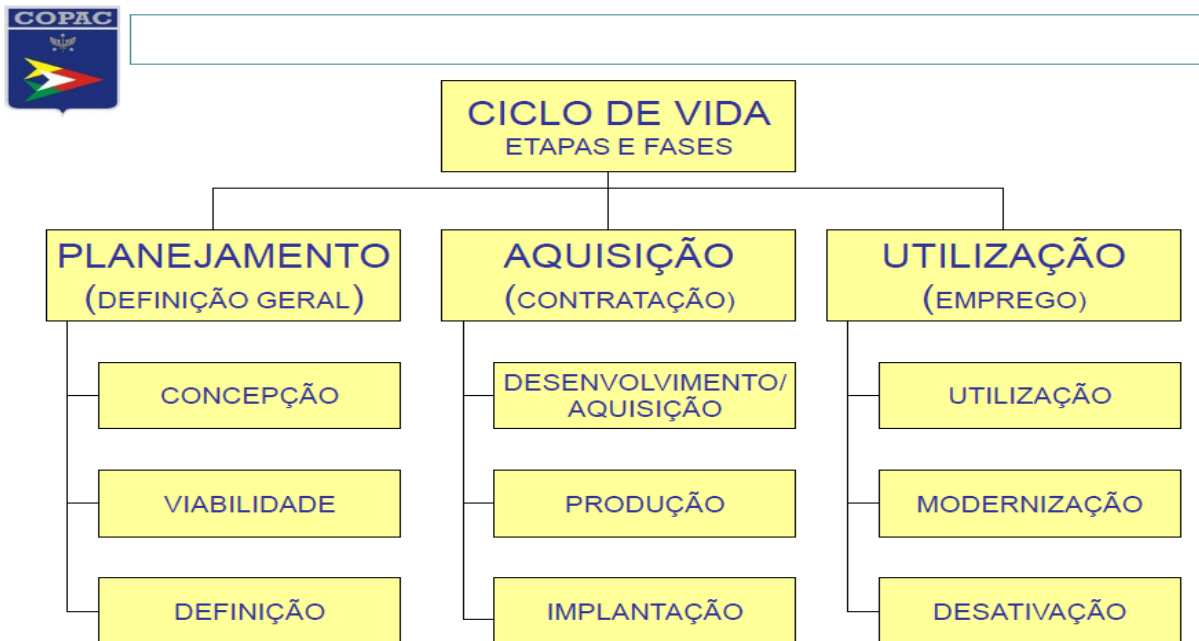 COPAC
CICLO DE VIDA
ETAPAS E FASES
PLANEJAMENTO
(DEFINIÇÃO GERAL)
CONCEPÇÃO
VIABILIDADE
DEFINIÇÃO
AQUISIÇÃO
(CONTRATAÇÃO)
DESENVOLVIMENTO/
AQUISIÇÃO
PRODUÇÃO
IMPLANTAÇÃO
UTILIZAÇÃO
(EMPREGO)
UTILIZAÇÃO
MODERNIZAÇÃO
DESATIVAÇÃO